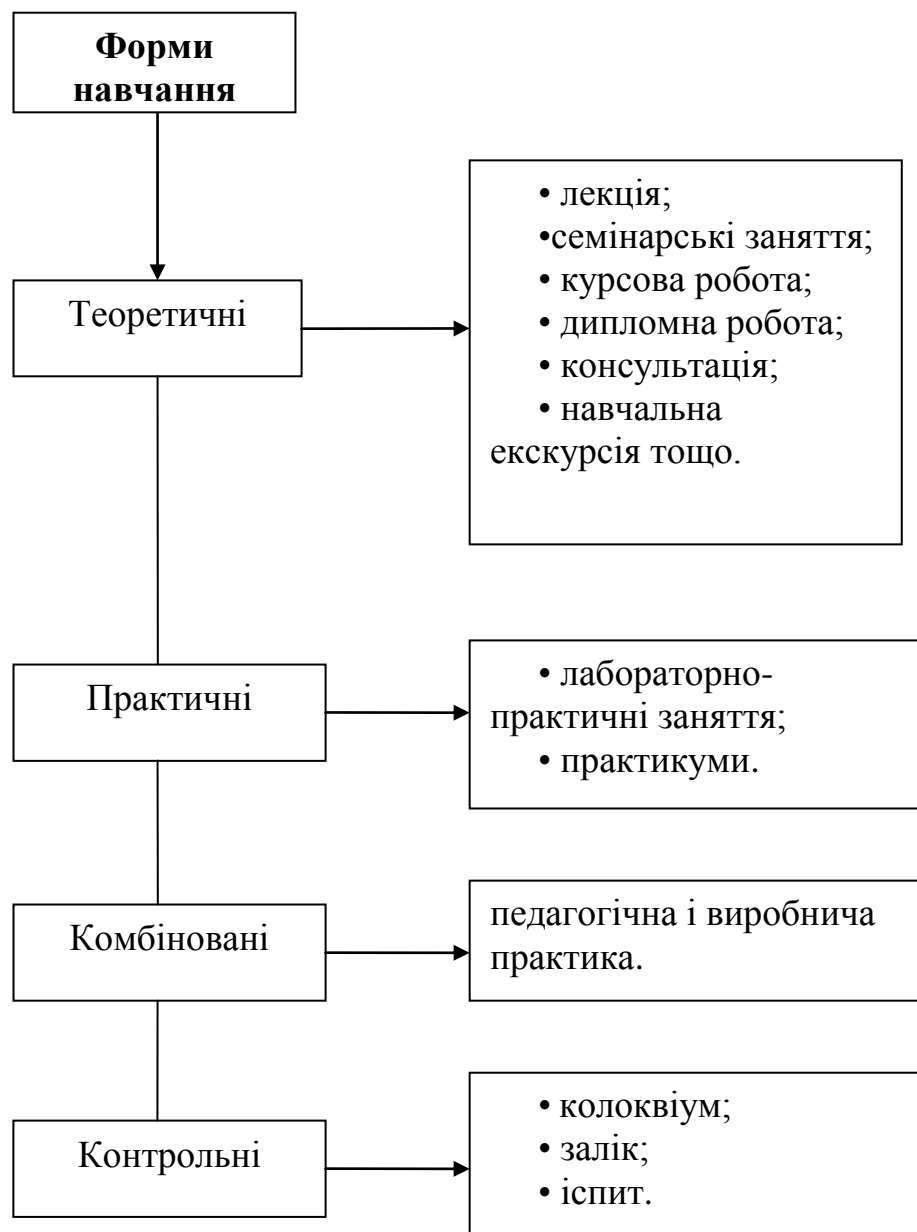 Форми
навчання
Теоретичні
• лекція;
•семінарські заняття;
• курсова робота;
• дипломна робота;
• консультація;
• навчальна
екскурсія тощо.
Практичні
• лабораторно-
практичні заняття;
• практикуми.
Комбіновані
педагогічна і виробнича
практика.
Контрольні
• колоквіум;
• залік;
• іспит.